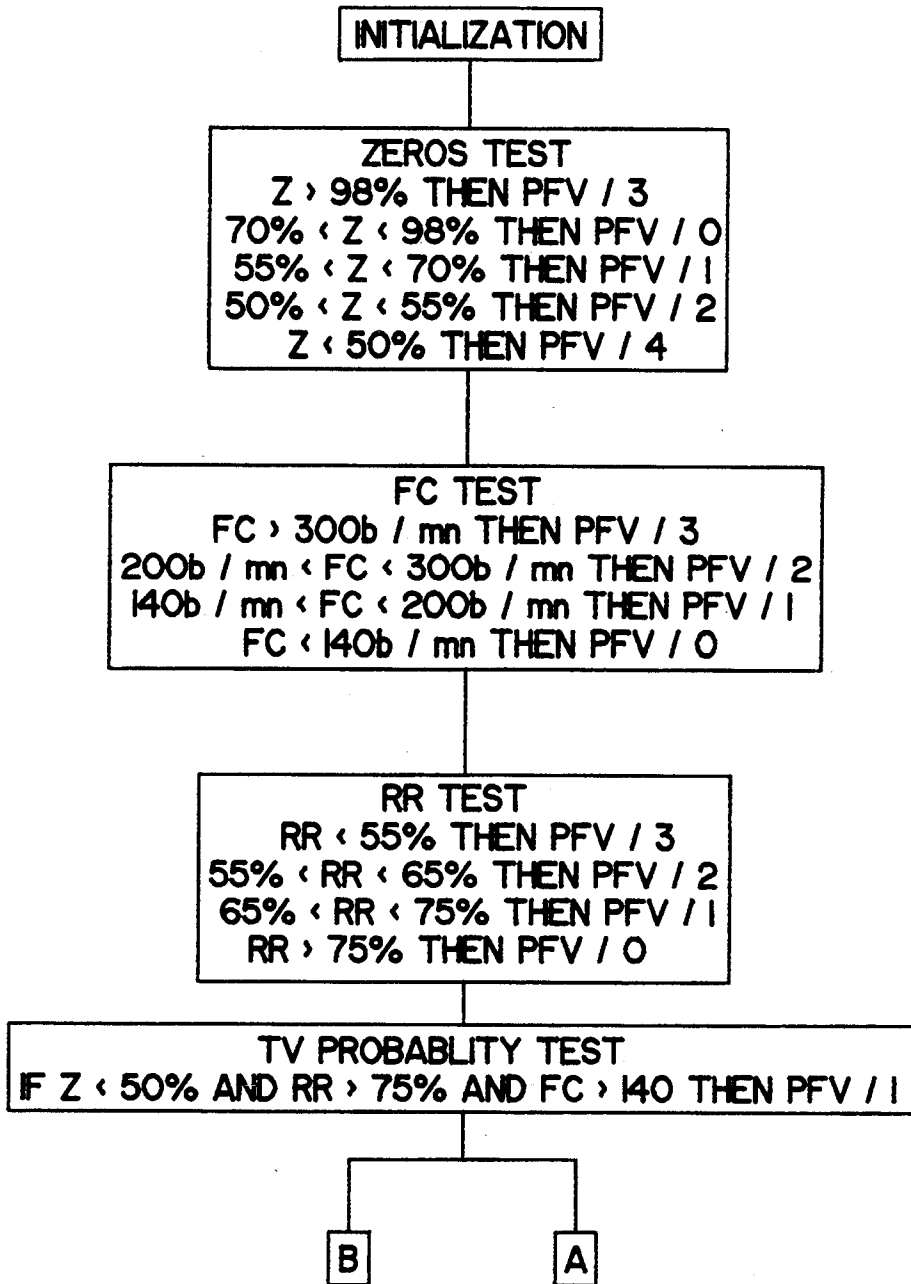 INITIALIZATION
ZEROS TEST
Z > 98% THEN PFV / 3
70% < Z < 98% THEN PFV / 0
55% < Z < 70% THEN PFV / 1
50% < Z < 55% THEN PFV / 2
Z < 50% THEN PFV / 4
FC TEST
FC > 300b / mn THEN PFV / 3
200b / mn < FC < 300b / mn THEN PFV / 2
140b / mn < FC < 200b / mn THEN PFV / 1
FC < 140b / mn THEN PFV / 0
RR TEST
RR < 55% THEN PFV / 3
55% < RR < 65% THEN PFV / 2
65% < RR < 75% THEN PFV / 1
RR > 75% THEN PFV / 0
TV PROBABLITY TEST
IF Z < 50% AND RR > 75% AND FC > 140 THEN PFV / 1
B A